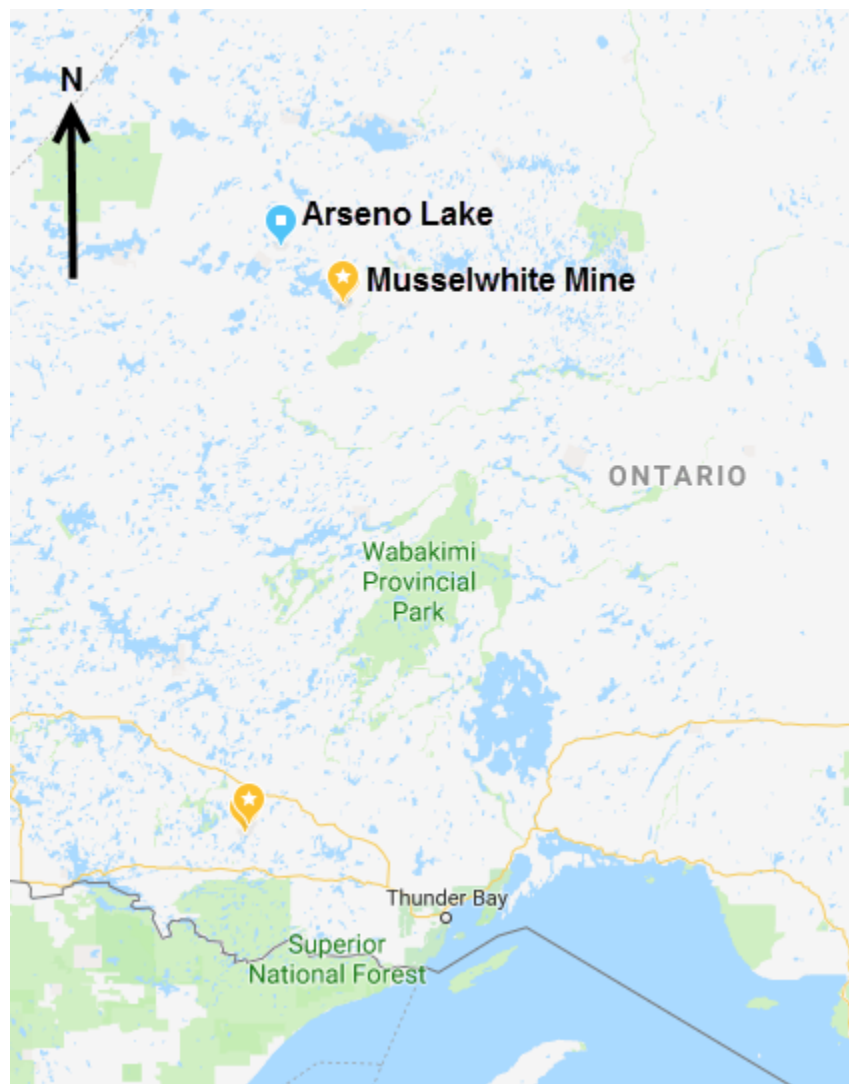 N
Arseno Lake
Musselwhite Mine
ONTARIO
Wabakimi
Provincial
Park
Thunder Bay
Superior
National Forest